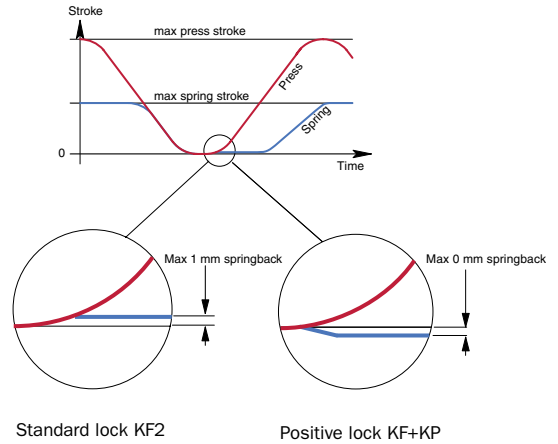 Stroke
max press stroke
Press
max spring stroke
Spring
0
Time
Max 1 mm springback
Max 0 mm springback
Standard lock KF2
Positive lock KF+KP